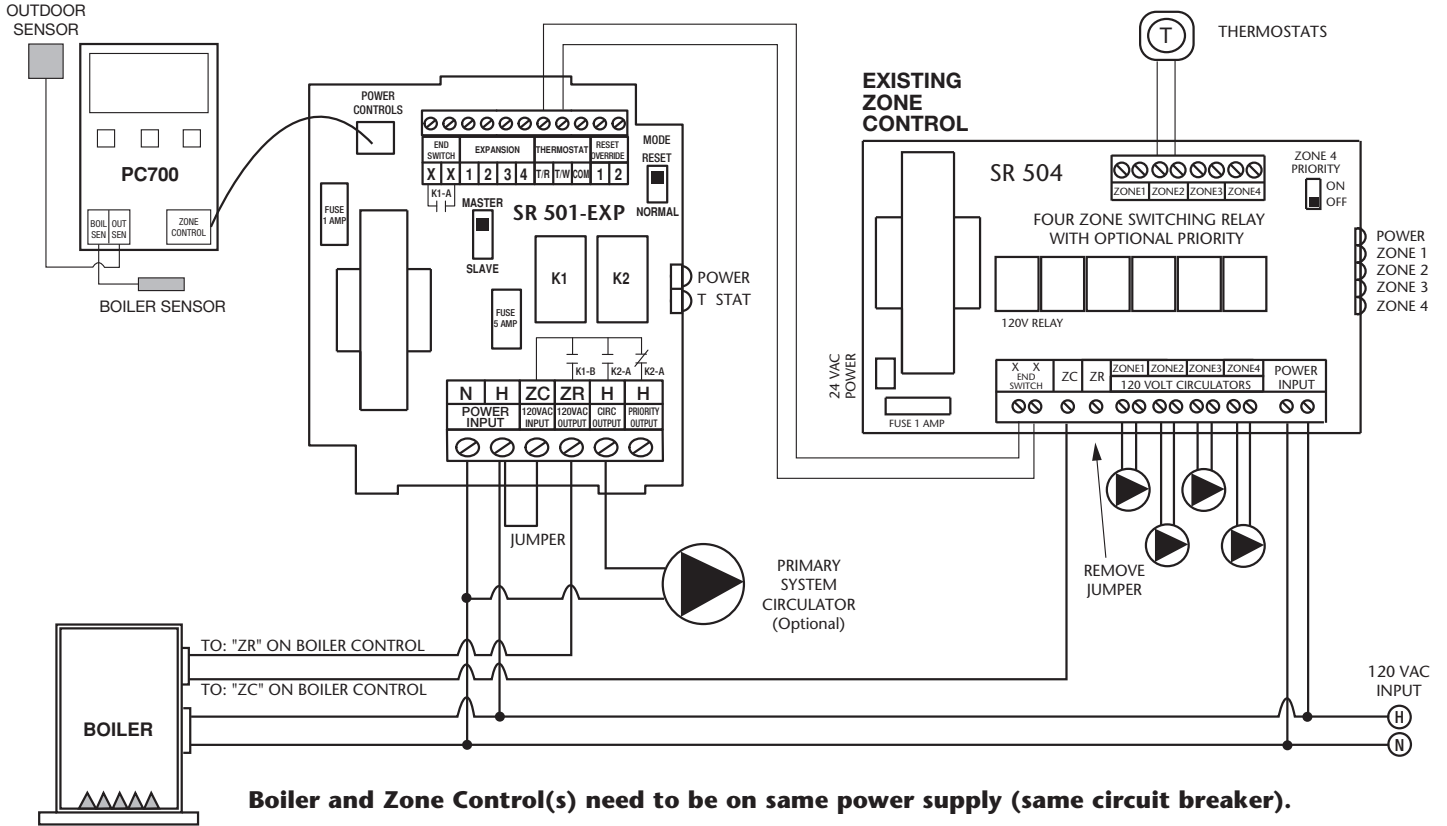 OUTDOOR
SENSOR
PC700
BOIL
SEN
OUT
SEN
ZONE
CONTROL
BOILER SENSOR
POWER
CONTROLS
END
SWITCH
EXPANSION
THERMOSTAT
RESET
OVERRIDE
X X 1 2 3 4 T/R T/W COM 1 2
K1-A
MODE
RESET
NORMAL
FUSE
1 AMP
MASTER
SLAVE
SR 501-EXP
K1
K2
POWER
T STAT
FUSE
5 AMP
K1-B
K2-A
K2-A
N H ZC ZR H H
POWER
INPUT
120VAC
INPUT
120VAC
OUTPUT
CIRC
OUTPUT
PRIORITY
OUTPUT
JUMPER
PRIMARY
SYSTEM
CIRCULATOR
(Optional)
THERMOSTATS
T
EXISTING
ZONE
CONTROL
SR 504
ZONE1 ZONE2 ZONE3 ZONE4
ZONE 4
PRIORITY
ON
OFF
FOUR ZONE SWITCHING RELAY
WITH OPTIONAL PRIORITY
120V RELAY
POWER
ZONE 1
ZONE 2
ZONE 3
ZONE 4
24 VAC
POWER
FUSE 1 AMP
X X
END
SWITCH
ZC
ZR
ZONE1 ZONE2 ZONE3 ZONE4
120 VOLT CIRCULATORS
POWER
INPUT
REMOVE
JUMPER
TO: "ZR" ON BOILER CONTROL
TO: "ZC" ON BOILER CONTROL
BOILER
120 VAC
INPUT
H
N
Boiler and Zone Control(s) need to be on same power supply (same circuit breaker).